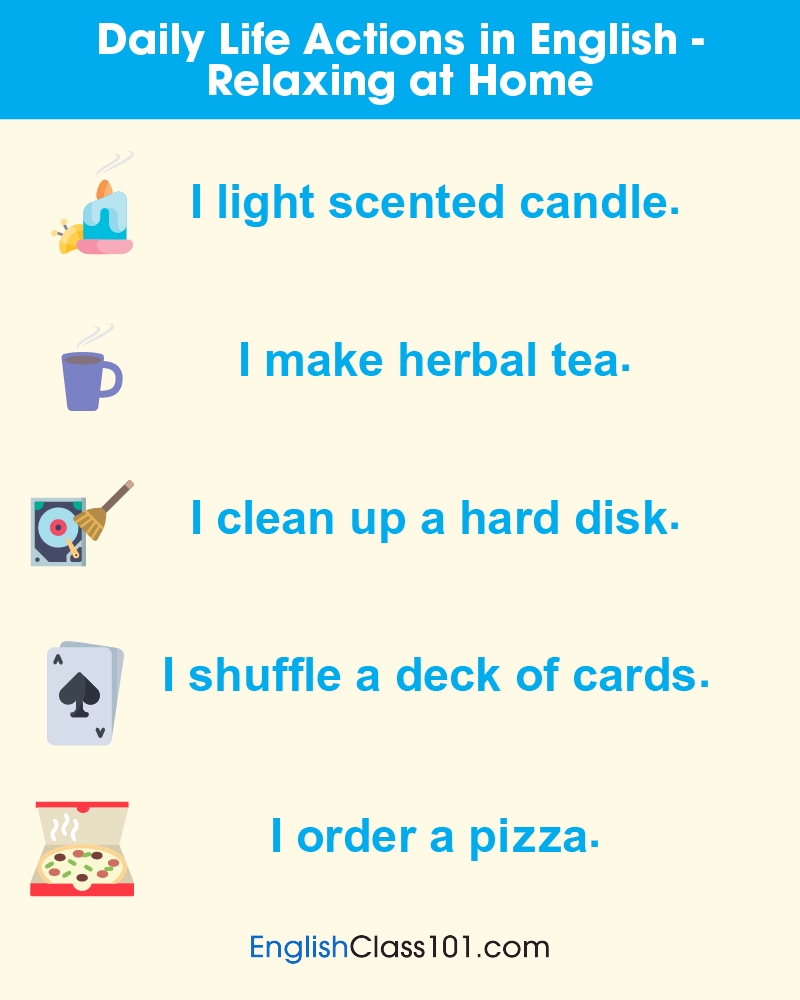 Daily Life Actions in English -
Relaxing at Home
I light scented candle.
I make herbal tea.
I clean up a hard disk.
A
I shuffle a deck of cards.
I order a pizza.
EnglishClass101.com